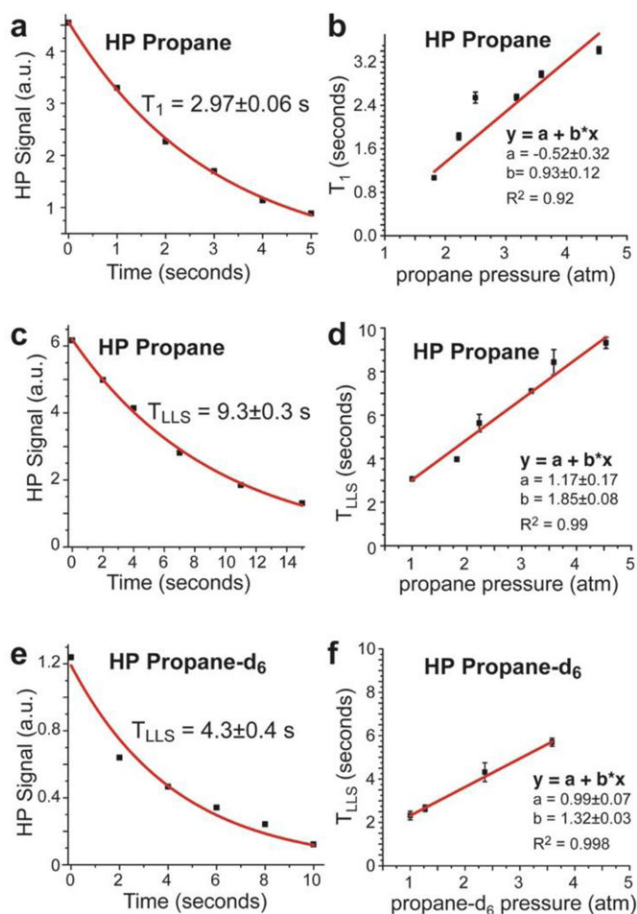 a
HP Propane
T1 = 2.97±0.06 s
HP Signal (a.u.)
4
3
2
1
0 1 2 3 4 5
Time (seconds)
b
HP Propane
T1 (seconds)
3.2
2.4
1.6
0.8
0.0
y = a + b*x
a = -0.52±0.32
b= 0.93±0.12
R2 = 0.92
1 2 3 4 5
propane pressure (atm)
c
HP Propane
TLLS = 9.3±0.3 s
HP Signal (a.u.)
6
4
2
0
0 2 4 6 8 10 12 14
Time (seconds)
d
HP Propane
TLLS (seconds)
10
8
6
4
2
0
y = a + b*x
a = 1.17±0.17
b = 1.85±0.08
R2 = 0.99
1 2 3 4 5
propane pressure (atm)
e
HP Propane-d6
TLLS = 4.3±0.4 s
HP Signal (a.u.)
1.2
0.8
0.4
0
0 2 4 6 8 10
Time (seconds)
f
HP Propane-d6
TLLS (seconds)
10
8
6
4
2
0
y = a + b*x
a = 0.99±0.07
b = 1.32±0.03
R2 = 0.998
1 2 3 4 5
propane-d6 pressure (atm)